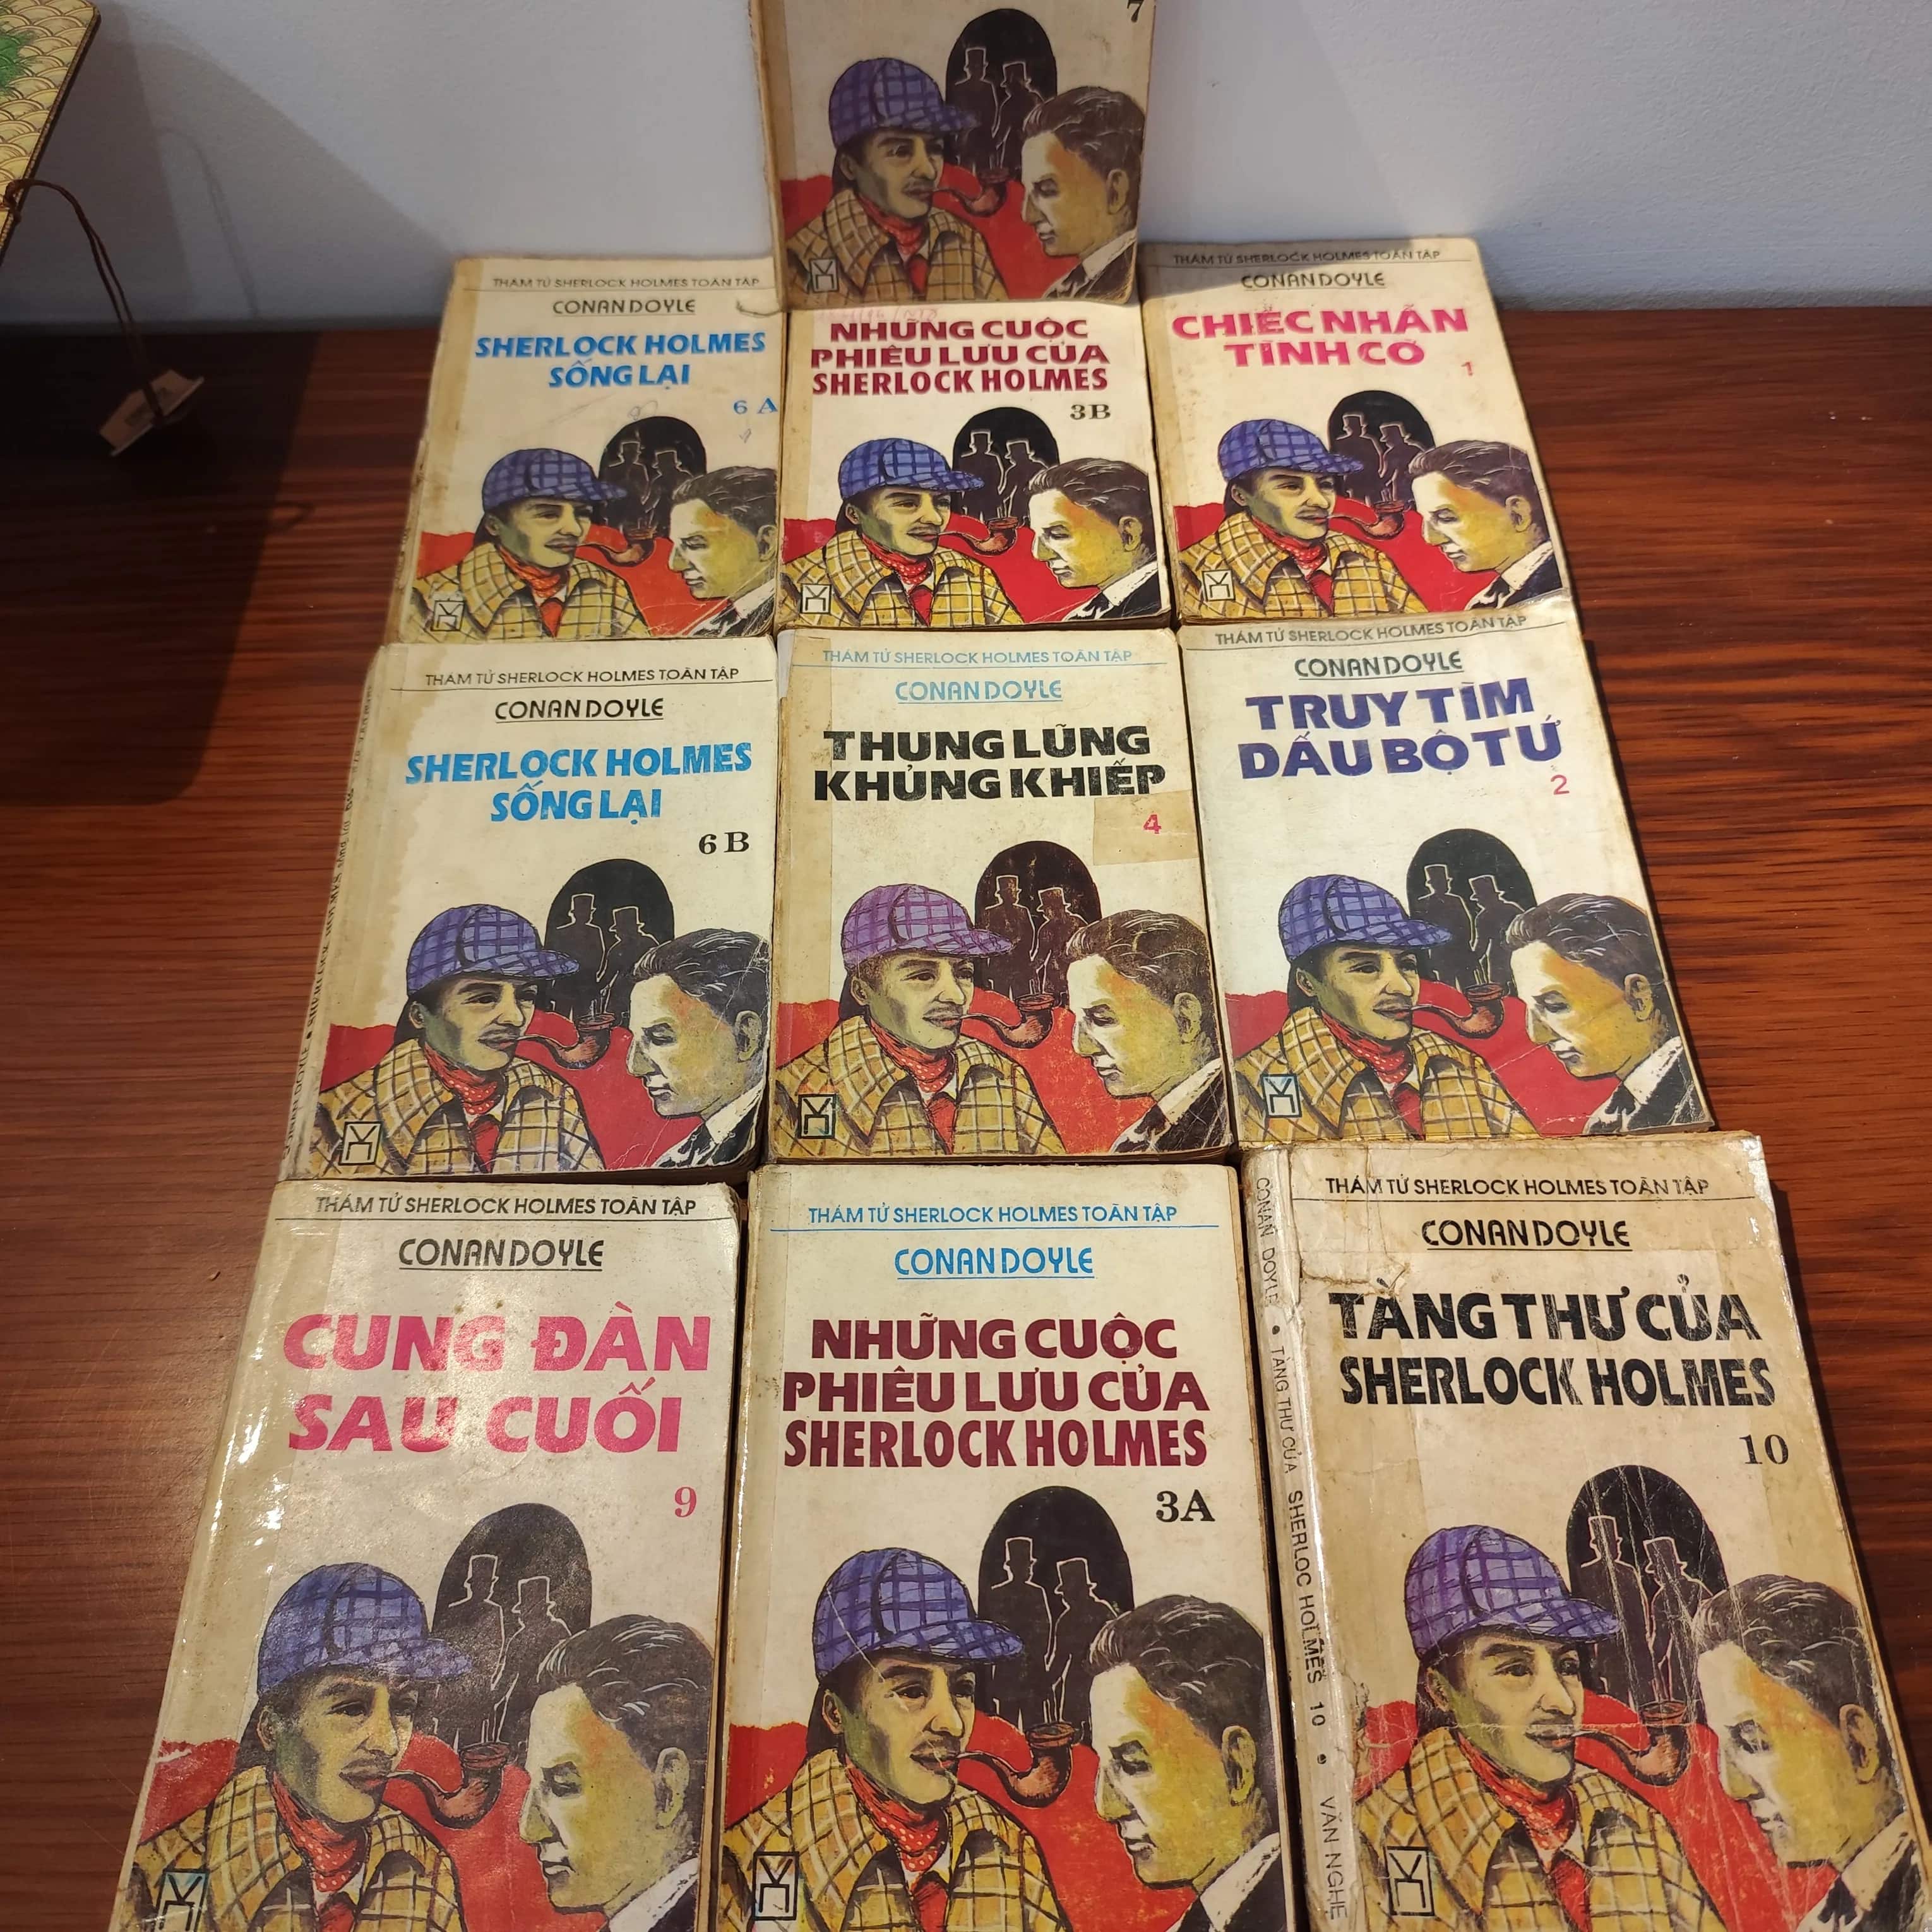 7
THÁM TỬ SHERLOCK HOLMES TOÀN TẬP
CONAN DOYLE
SHERLOCK HOLMES
SỐNG LẠI
6 A
NHỮNG CUỘC
PHIÊU LƯU CỦA
SHERLOCK HOLMES
3B
THÁM TỬ SHERLOCK HOLMES TOÀN TẬP
CONAN DOYLE
CHIẾC NHẪN
TÌNH CỜ
1
THÁM TỬ SHERLOCK HOLMES TOÀN TẬP
CONAN DOYLE
SHERLOCK HOLMES
SỐNG LẠI
6 B
THÁM TỬ SHERLOCK HOLMES TOÀN TẬP
CONAN DOYLE
THUNG LŨNG
KHỦNG KHIẾP
4
THÁM TỬ SHERLOCK HOLMES TOÀN TẬP
CONAN DOYLE
TRUY TÌM
DẤU BỘ TỨ
2
THÁM TỬ SHERLOCK HOLMES TOÀN TẬP
CONAN DOYLE
CUNG ĐÀN
SAU CUỐI
9
THÁM TỬ SHERLOCK HOLMES TOÀN TẬP
CONAN DOYLE
NHỮNG CUỘC
PHIÊU LƯU CỦA
SHERLOCK HOLMES
3A
CONAN DOYLE • TÀNG THƯ CỦA SHERLOC HOLMES 10 • VĂN NGHỆ
THÁM TỬ SHERLOCK HOLMES TOÀN TẬP
CONAN DOYLE
TÀNG THƯ CỦA
SHERLOCK HOLMES
10